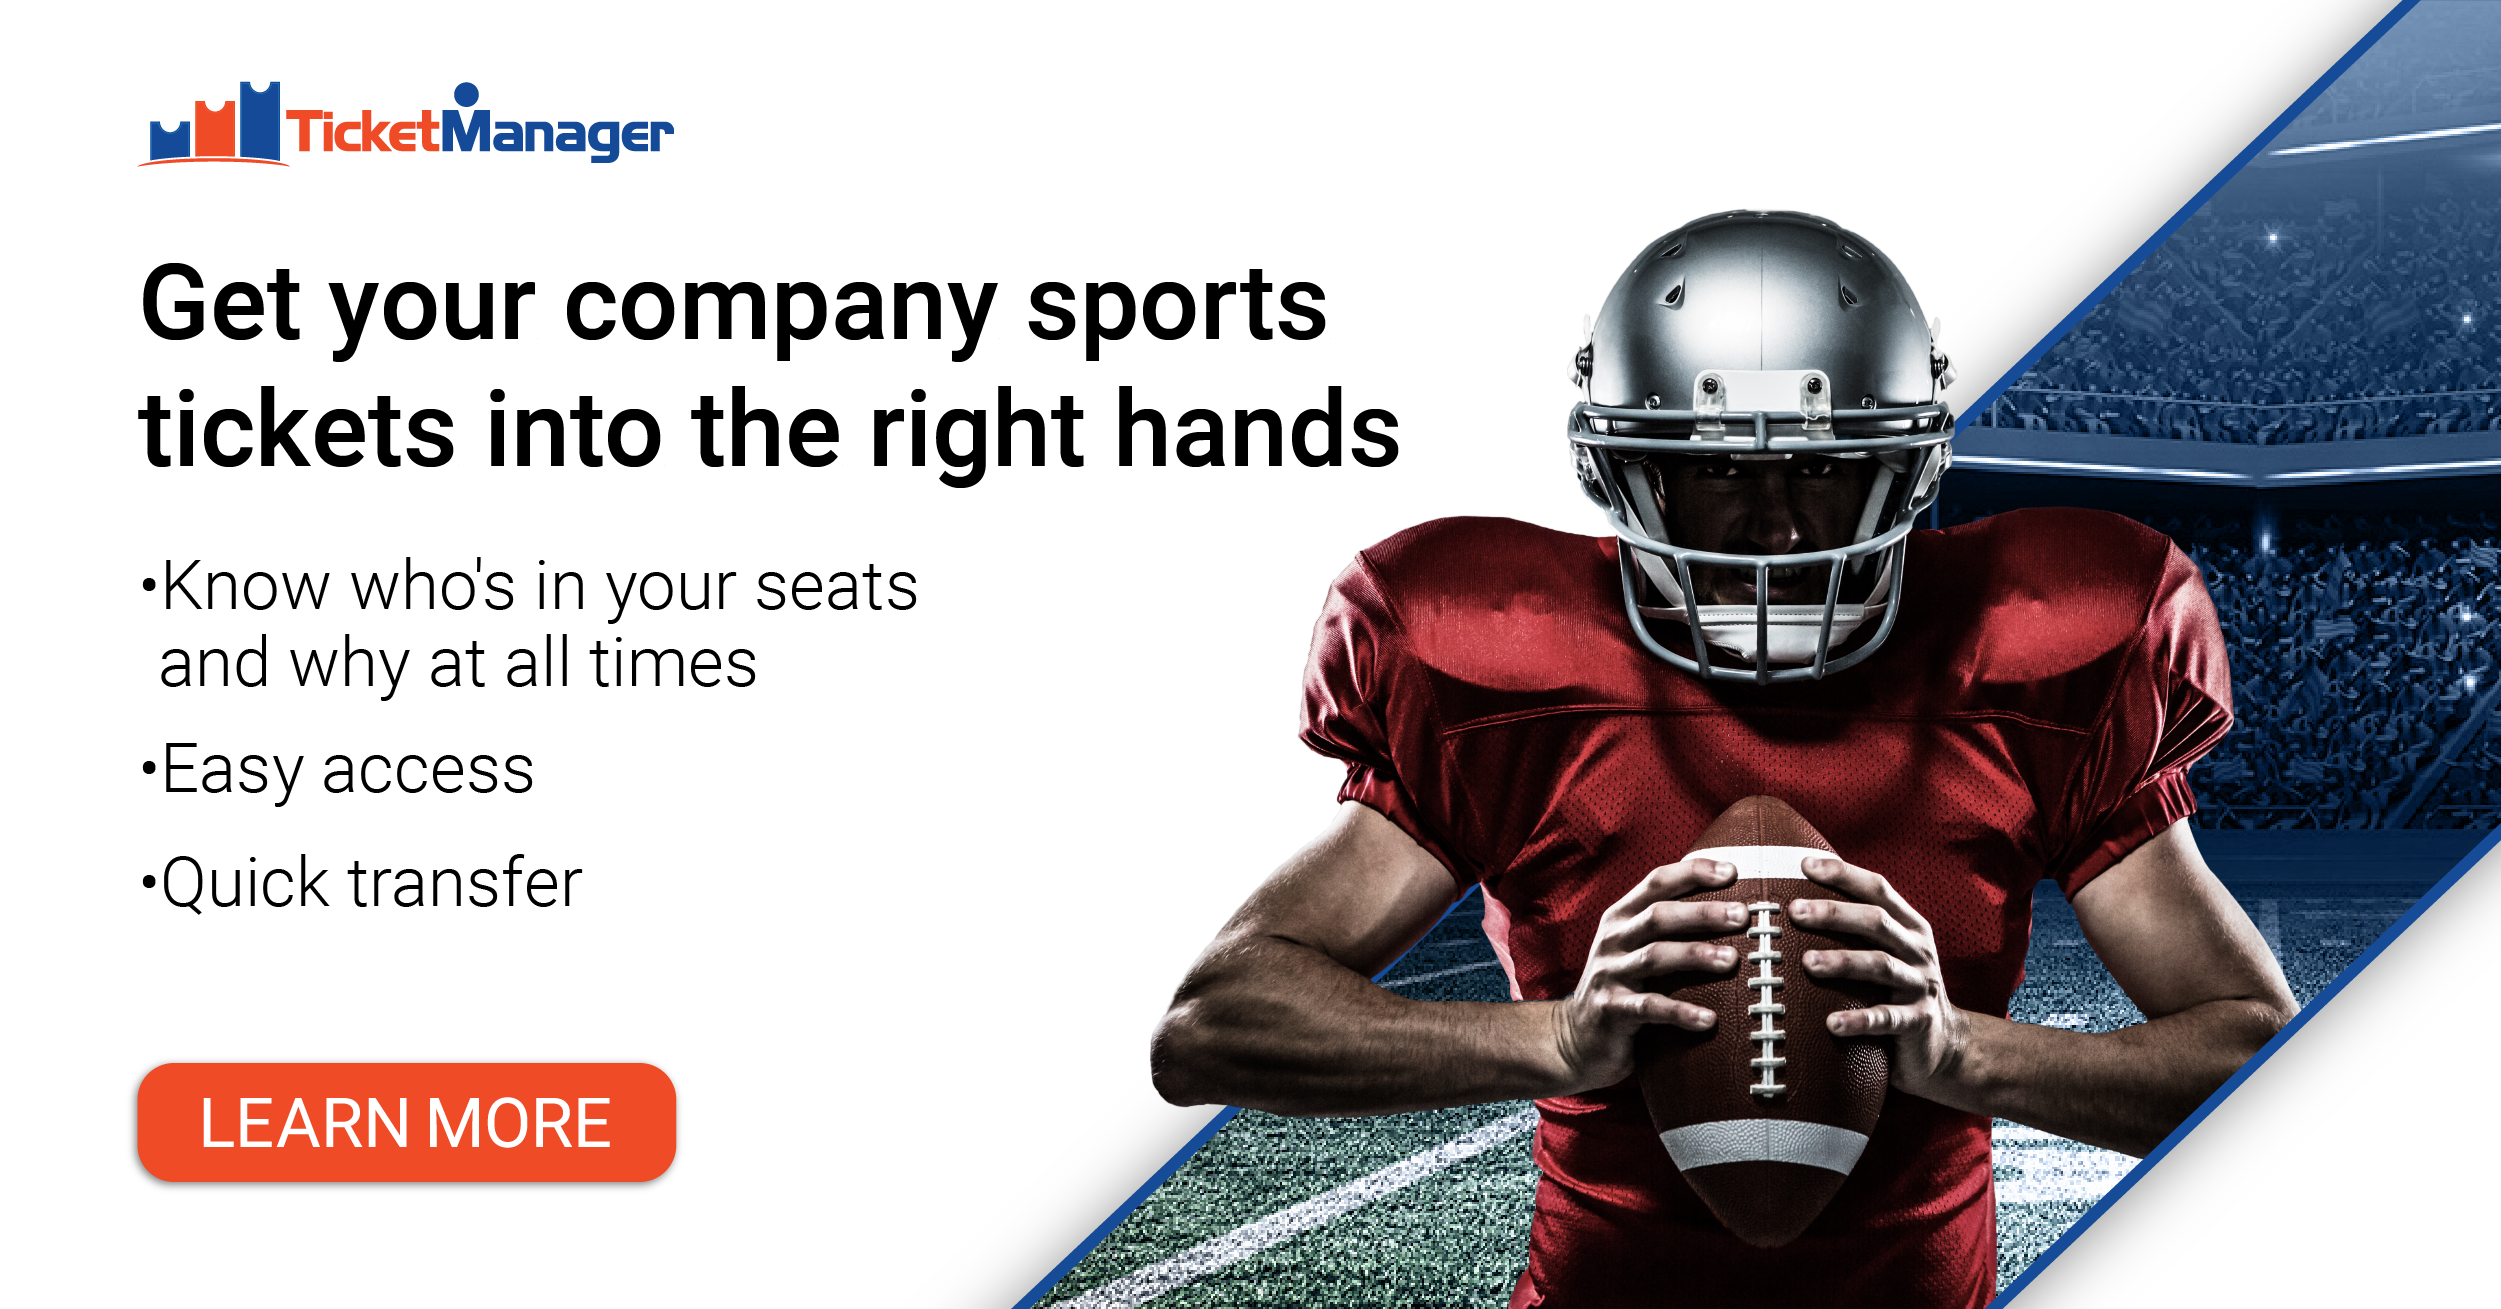 TicketManager
Get your company sports
tickets into the right hands
•Know who's in your seats
and why at all times
•Easy access
•Quick transfer
LEARN MORE